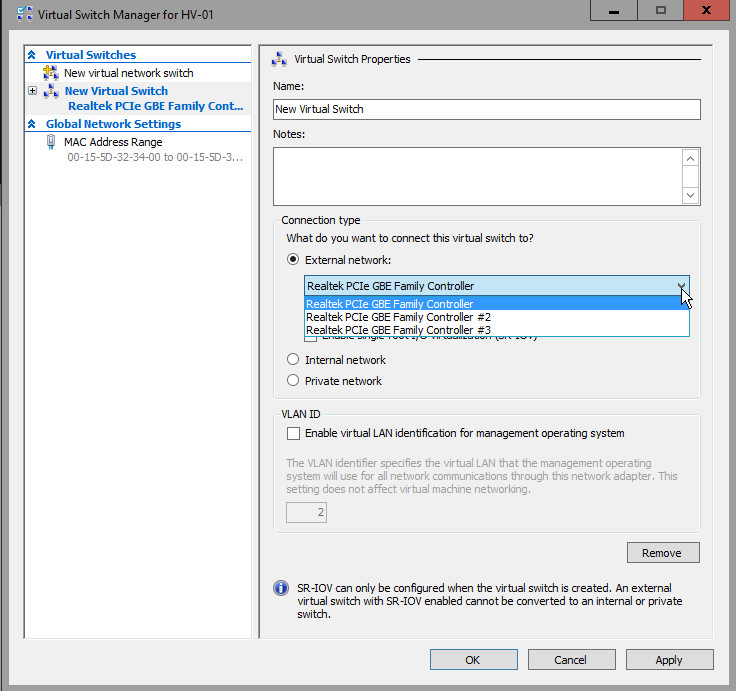 Virtual Switch Manager for HV-01
Virtual Switches
New virtual network switch
New Virtual Switch
Realtek PCIe GBE Family Cont...
Global Network Settings
MAC Address Range
00-15-5D-32-34-00 to 00-15-5D-3...
Virtual Switch Properties
Name:
New Virtual Switch
Notes:
Connection type
What do you want to connect this virtual switch to?
External network:
Realtek PCIe GBE Family Controller
Realtek PCIe GBE Family Controller
Realtek PCIe GBE Family Controller #2
Realtek PCIe GBE Family Controller #3
Enable single-root I/O virtualization (SR-IOV)
Internal network
Private network
VLAN ID
Enable virtual LAN identification for management operating system
The VLAN identifier specifies the virtual LAN that the management operating
system will use for all network communications through this network adapter. This
setting does not affect virtual machine networking.
2
Remove
SR-IOV can only be configured when the virtual switch is created. An external
virtual switch with SR-IOV enabled cannot be converted to an internal or private
switch.
OK
Cancel
Apply